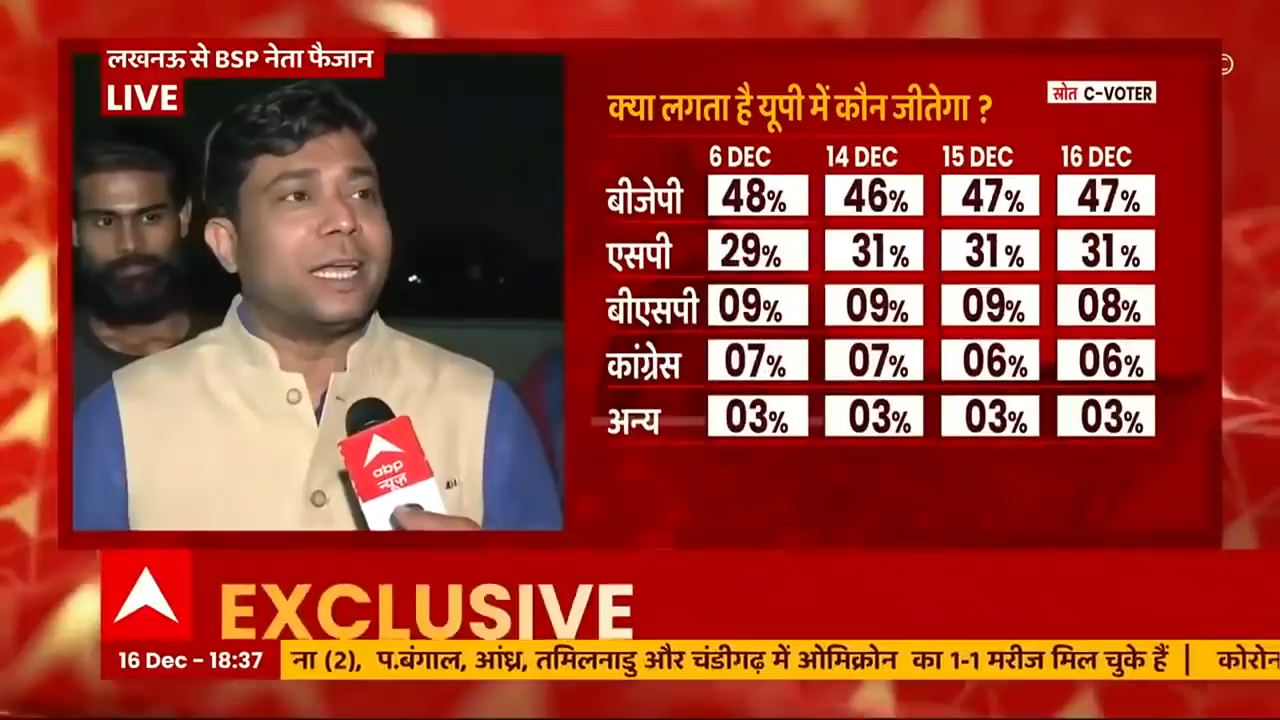 लखनऊ से BSP नेता फैजान
LIVE
©
क्या लगता है यूपी में कौन जीतेगा ?
स्रोत C-VOTER
6 DEC 14 DEC 15 DEC 16 DEC
बीजेपी 48% 46% 47% 47%
एसपी 29% 31% 31% 31%
बीएसपी 09% 09% 09% 08%
कांग्रेस 07% 07% 06% 06%
अन्य 03% 03% 03% 03%
abp
न्यूज़
EXCLUSIVE
16 Dec - 18:37
ना (2), प.बंगाल, आंध्र, तमिलनाडु और चंडीगढ़ में ओमिक्रोन का 1-1 मरीज मिल चुके हैं | कोरोन